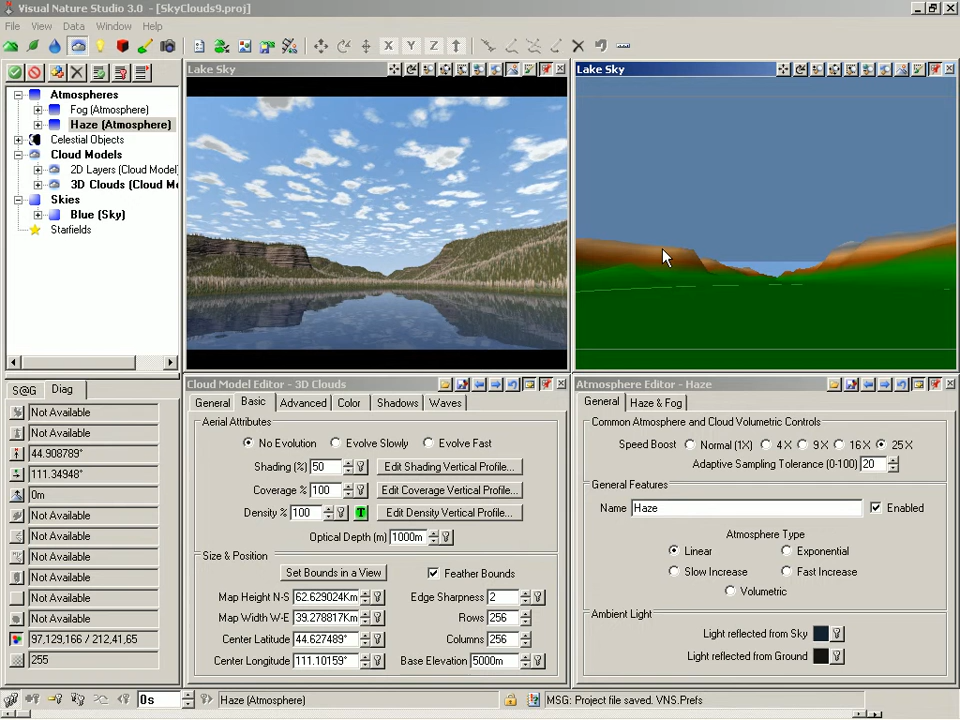 Visual Nature Studio 3.0 - [SkyClouds9.proj]
File View Data Window Help
X Y Z
Atmospheres
Fog (Atmosphere)
Haze (Atmosphere)
Celestial Objects
Cloud Models
2D Layers (Cloud Model
3D Clouds (Cloud Mo
Skies
Blue (Sky)
Starfields
Lake Sky
Lake Sky
S@G Diag
Not Available
Not Available
44.908789°
111.34948°
0m
Not Available
Not Available
Not Available
Not Available
Not Available
Not Available
97,129,166 / 212,41,65
255
Cloud Model Editor - 3D Clouds
General Basic Advanced Color Shadows Waves
Aerial Attributes
No Evolution Evolve Slowly Evolve Fast
Shading (%) 50 Edit Shading Vertical Profile...
Coverage % 100 Edit Coverage Vertical Profile...
Density % 100 T Edit Density Vertical Profile...
Optical Depth (m) 1000m
Size & Position
Set Bounds in a View Feather Bounds
Map Height N-S 62.629024Km Edge Sharpness 2
Map Width W-E 39.278817Km Rows 256
Center Latitude 44.627489° Columns 256
Center Longitude 111.10159° Base Elevation 5000m
Atmosphere Editor - Haze
General Haze & Fog
Common Atmosphere and Cloud Volumetric Controls
Speed Boost Normal (1X) 4X 9X 16X 25X
Adaptive Sampling Tolerance (0-100) 20
General Features
Name Haze Enabled
Atmosphere Type
Linear Exponential
Slow Increase Fast Increase
Volumetric
Ambient Light
Light reflected from Sky
Light reflected from Ground
0s Haze (Atmosphere) MSG: Project file saved. VNS.Prefs